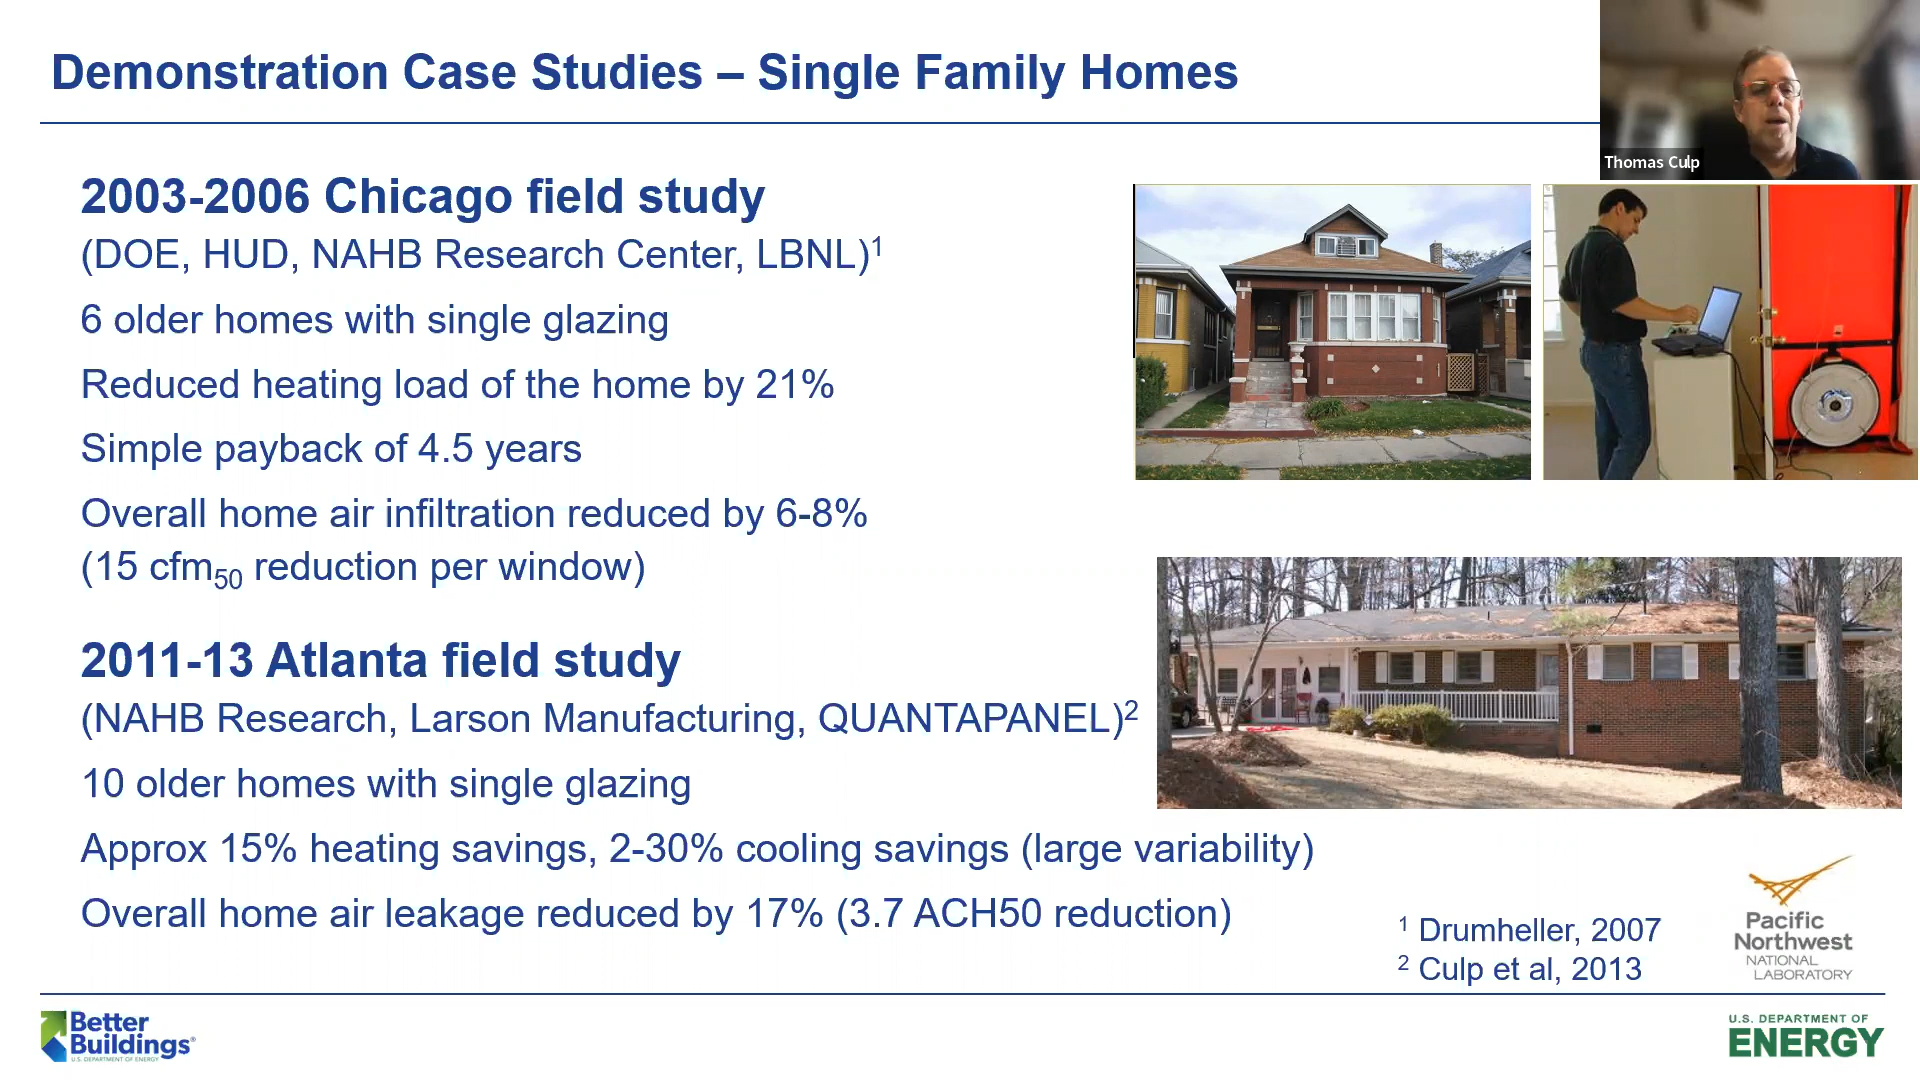 Demonstration Case Studies – Single Family Homes
Thomas Culp
2003-2006 Chicago field study
(DOE, HUD, NAHB Research Center, LBNL)¹
6 older homes with single glazing
Reduced heating load of the home by 21%
Simple payback of 4.5 years
Overall home air infiltration reduced by 6-8%
(15 cfm₅₀ reduction per window)
2011-13 Atlanta field study
(NAHB Research, Larson Manufacturing, QUANTAPANEL)²
10 older homes with single glazing
Approx 15% heating savings, 2-30% cooling savings (large variability)
Overall home air leakage reduced by 17% (3.7 ACH50 reduction)
¹ Drumheller, 2007
² Culp et al, 2013
Pacific
Northwest
NATIONAL
LABORATORY
Better
Buildings®
U.S. DEPARTMENT OF ENERGY
U.S. DEPARTMENT OF
ENERGY